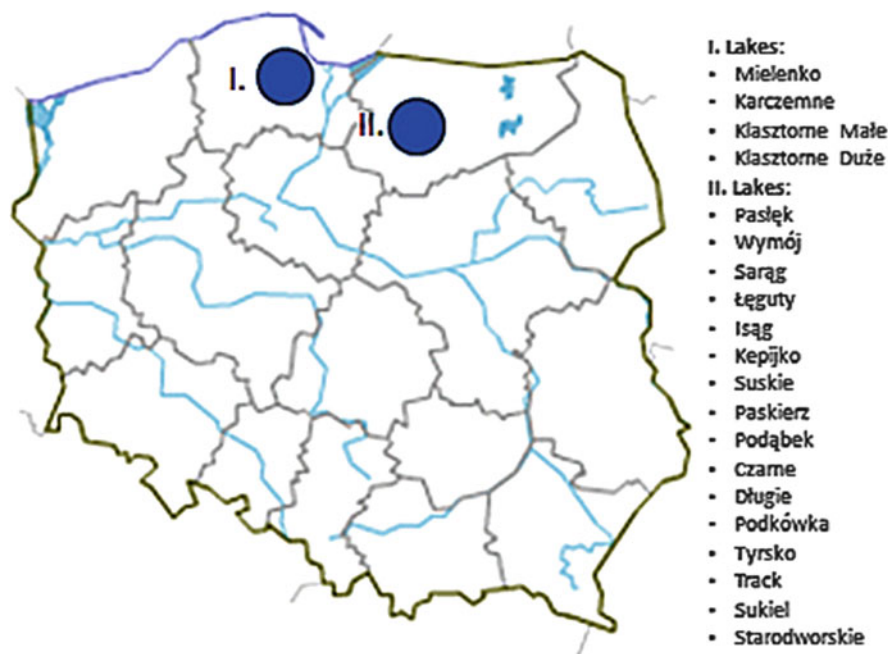 I.
II.
I. Lakes:
• Mielenko
• Karczemne
• Klasztorne Małe
• Klasztorne Duże
II. Lakes:
• Pasłęk
• Wymój
• Sarąg
• Łęguty
• Isąg
• Kepijko
• Suskie
• Paskierz
• Podąbek
• Czarne
• Długie
• Podkówka
• Tyrsko
• Track
• Sukiel
• Starodworskie